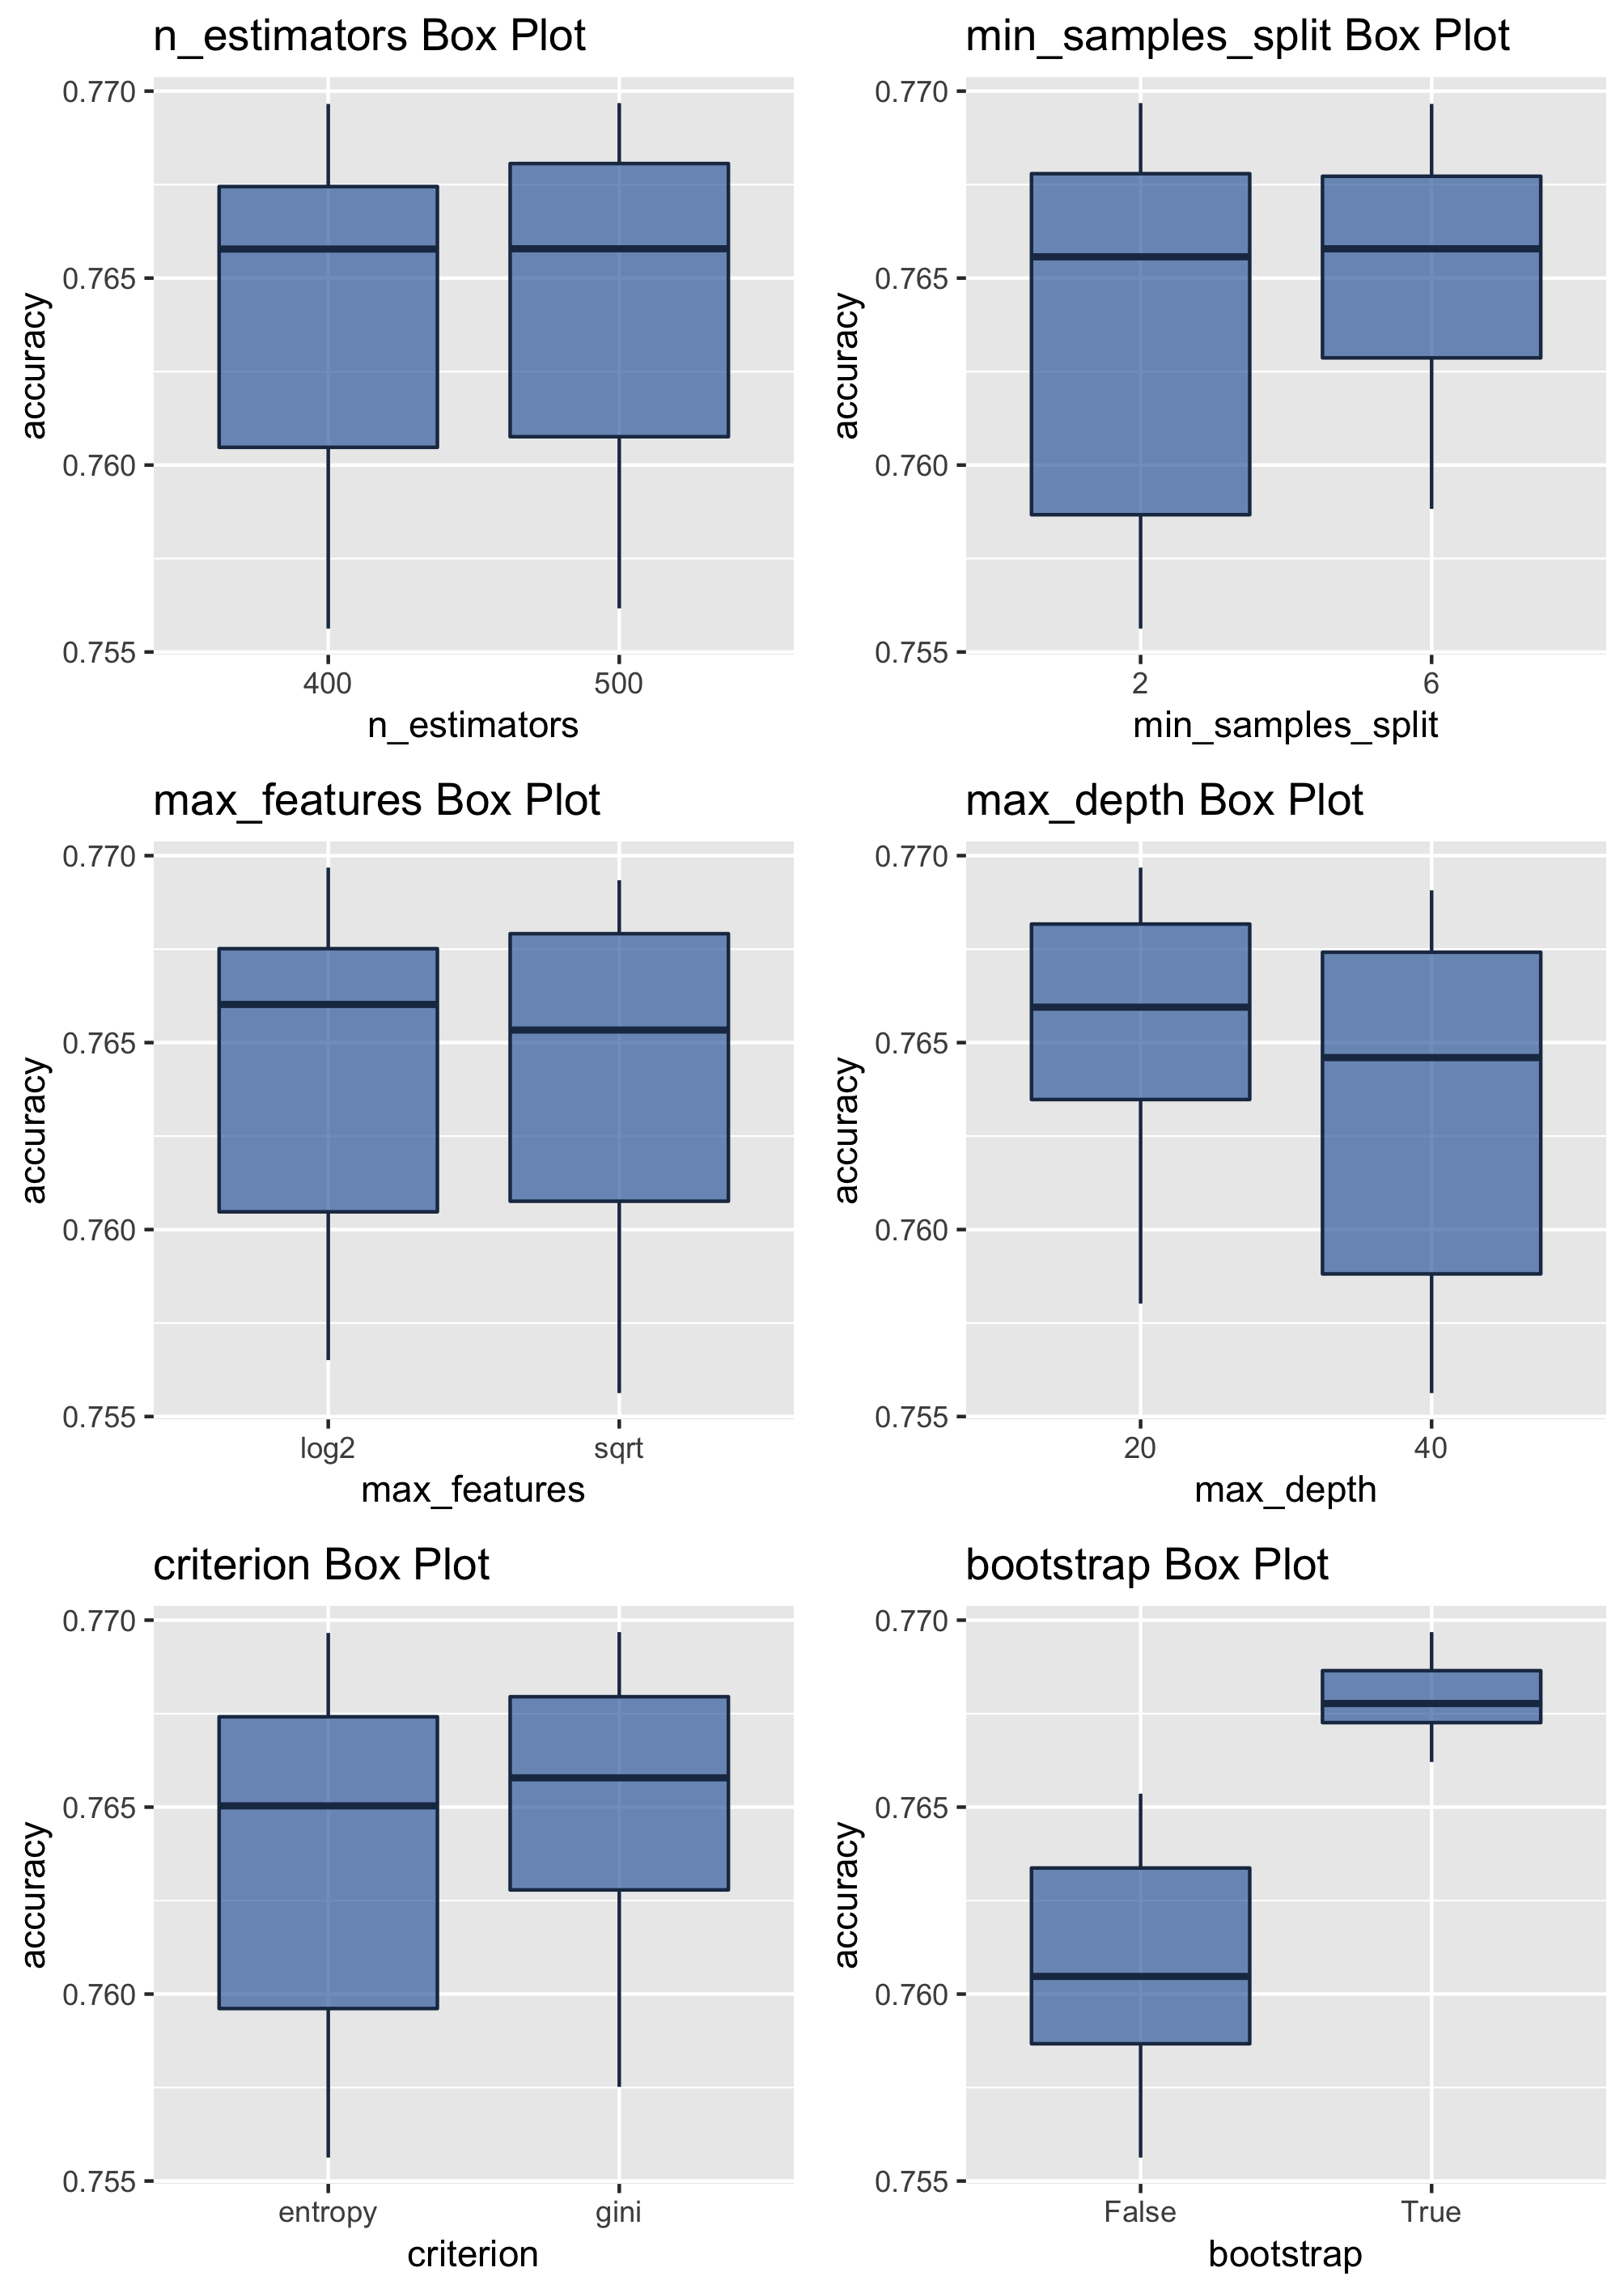 n_estimators Box Plot
0.770
0.765
0.760
0.755
accuracy
400 500
n_estimators
min_samples_split Box Plot
0.770
0.765
0.760
0.755
accuracy
2 6
min_samples_split
max_features Box Plot
0.770
0.765
0.760
0.755
accuracy
log2 sqrt
max_features
max_depth Box Plot
0.770
0.765
0.760
0.755
accuracy
20 40
max_depth
criterion Box Plot
0.770
0.765
0.760
0.755
accuracy
entropy gini
criterion
bootstrap Box Plot
0.770
0.765
0.760
0.755
accuracy
False True
bootstrap